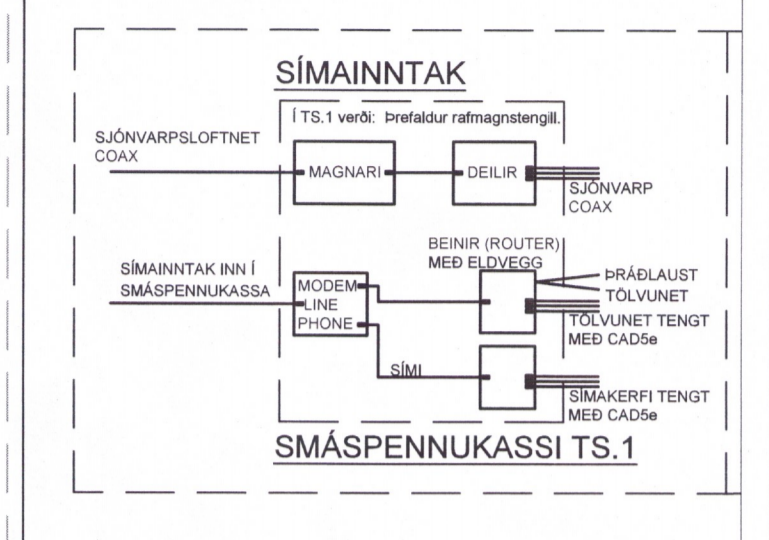 SÍMAINNTAK
Í TS.1 verði: Þrefaldur rafmagnstengill.
SJÓNVARPSLOFTNET
COAX
MAGNARI
DEILIR
SJÓNVARP
COAX
BEINIR (ROUTER)
MEÐ ELDVEGG
SÍMAINNTAK INN Í
SMÁSPENNUKASSA
MODEM
LINE
PHONE
ÞRÁÐLAUST
TÖLVUNET
TÖLVUNET TENGT
MEÐ CAD5e
SÍMI
SÍMAKERFI TENGT
MEÐ CAD5e
SMÁSPENNUKASSI TS.1